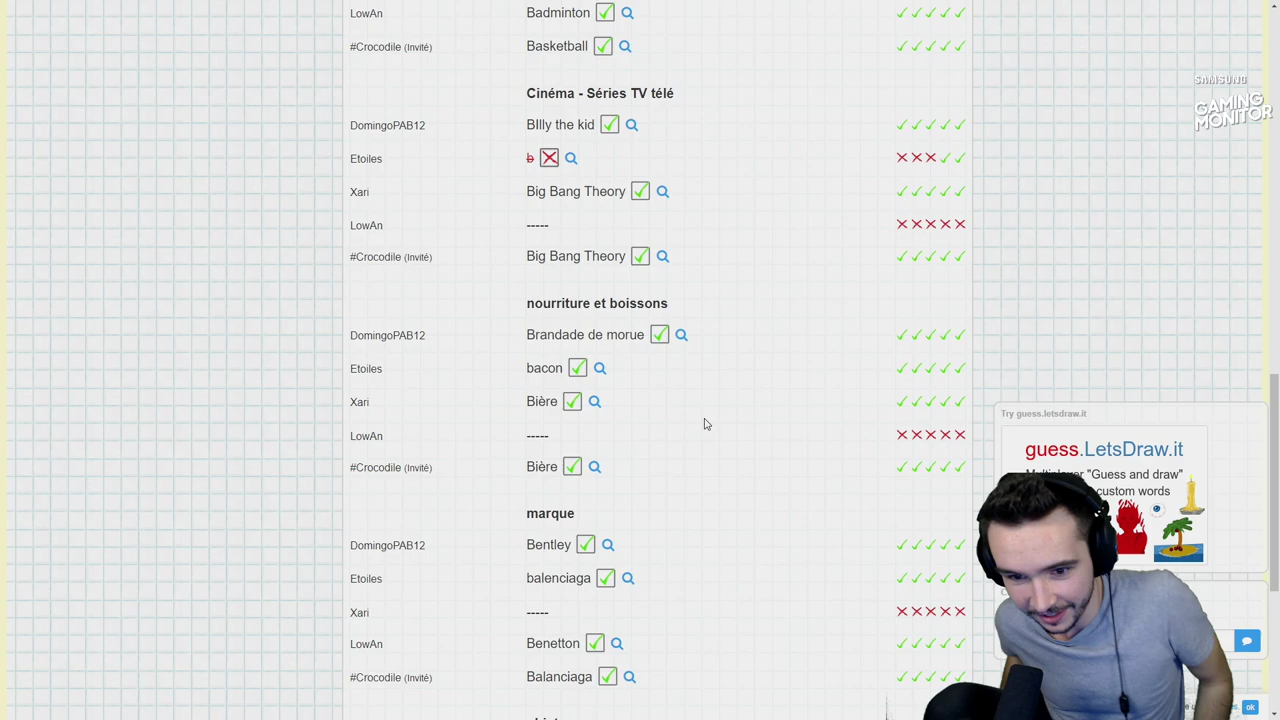 LowAn Badminton
#Crocodile (Invité) Basketball
Cinéma - Séries TV télé
DomingoPAB12 BIlly the kid
Etoiles b
Xari Big Bang Theory
LowAn -----
#Crocodile (Invité) Big Bang Theory
nourriture et boissons
DomingoPAB12 Brandade de morue
Etoiles bacon
Xari Bière
LowAn -----
#Crocodile (Invité) Bière
marque
DomingoPAB12 Bentley
Etoiles balenciaga
Xari -----
LowAn Benetton
#Crocodile (Invité) Balanciaga
SAMSUNG
GAMING
MONITOR
Try guess.letsdraw.it
guess.LetsDraw.it
Multiplayer "Guess and draw"
custom words
ok